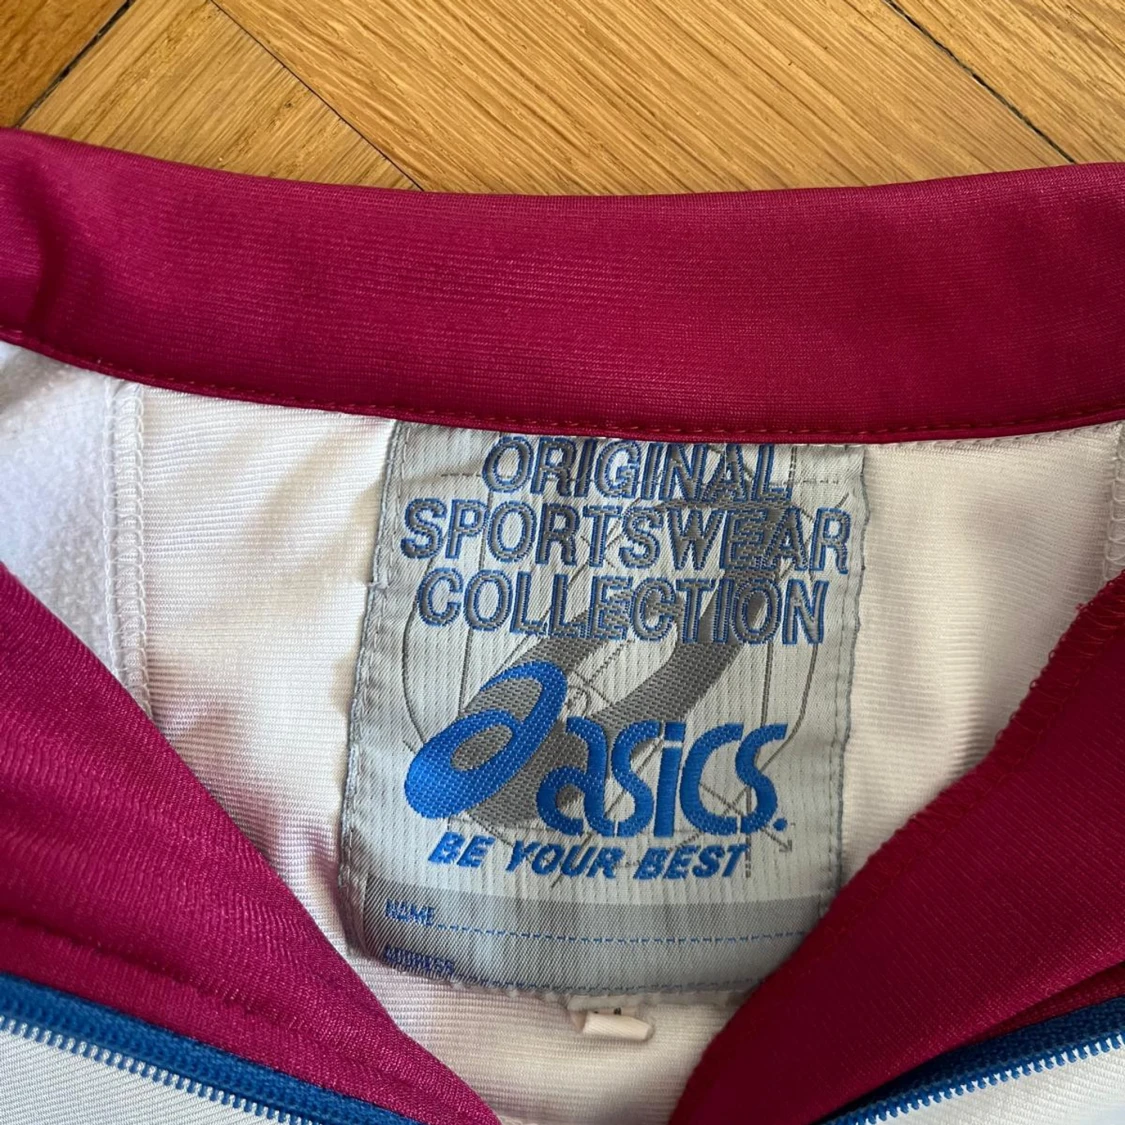 ORIGINAL
SPORTSWEAR
COLLECTION
asics.
BE YOUR BEST
NAME
ADDRESS